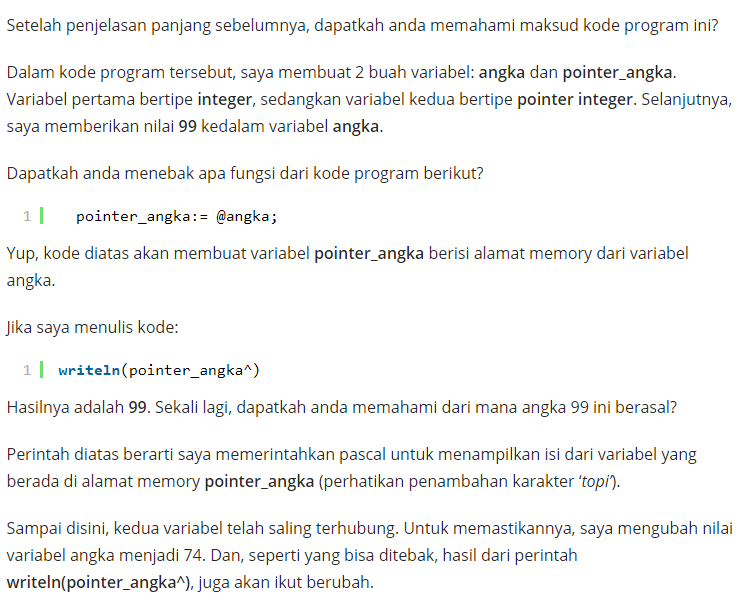 Setelah penjelasan panjang sebelumnya, dapatkah anda memahami maksud kode program ini?
Dalam kode program tersebut, saya membuat 2 buah variabel: angka dan pointer_angka.
Variabel pertama bertipe integer, sedangkan variabel kedua bertipe pointer integer. Selanjutnya,
saya memberikan nilai 99 kedalam variabel angka.
Dapatkah anda menebak apa fungsi dari kode program berikut?
1 pointer_angka:= @angka;
Yup, kode diatas akan membuat variabel pointer_angka berisi alamat memory dari variabel
angka.
Jika saya menulis kode:
1 writeln(pointer_angka^)
Hasilnya adalah 99. Sekali lagi, dapatkah anda memahami dari mana angka 99 ini berasal?
Perintah diatas berarti saya memerintahkan pascal untuk menampilkan isi dari variabel yang
berada di alamat memory pointer_angka (perhatikan penambahan karakter ‘topi’).
Sampai disini, kedua variabel telah saling terhubung. Untuk memastikannya, saya mengubah nilai
variabel angka menjadi 74. Dan, seperti yang bisa ditebak, hasil dari perintah
writeln(pointer_angka^), juga akan ikut berubah.